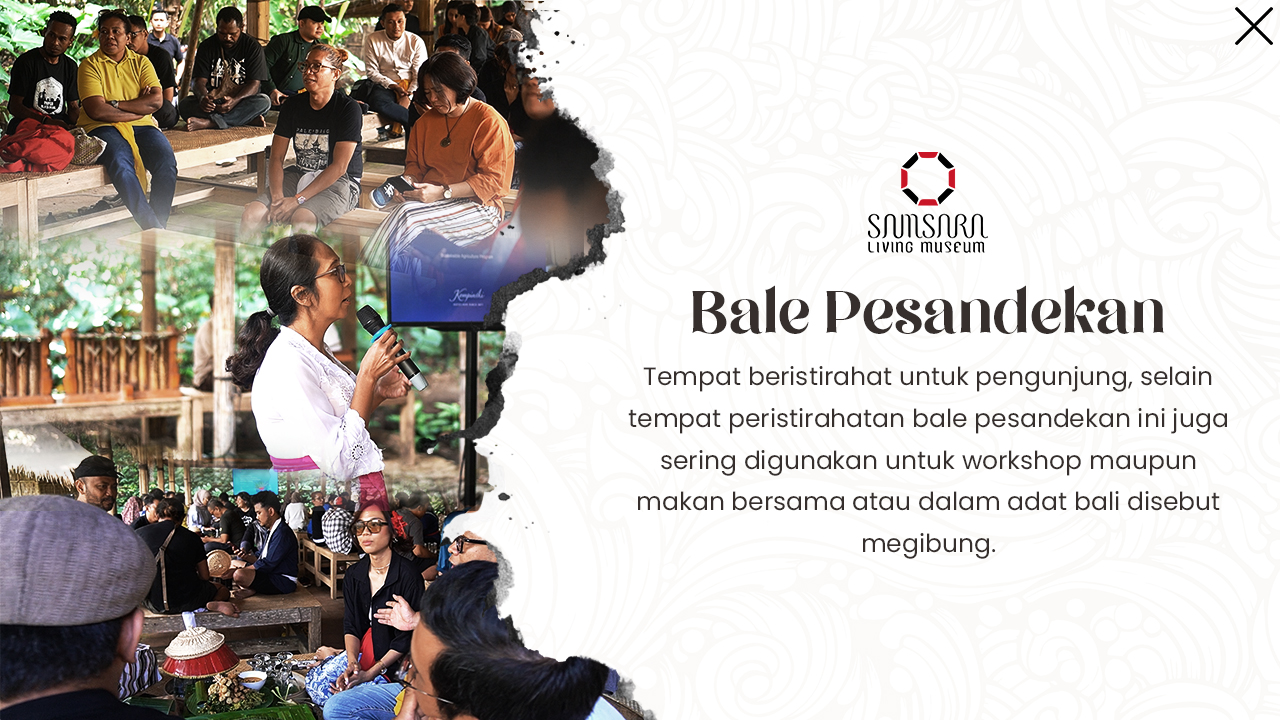 SAMSARA
LIVING MUSEUM
Bale Pesandekan
Tempat beristirahat untuk pengunjung, selain
tempat peristirahatan bale pesandekan ini juga
sering digunakan untuk workshop maupun
makan bersama atau dalam adat bali disebut
megibung.